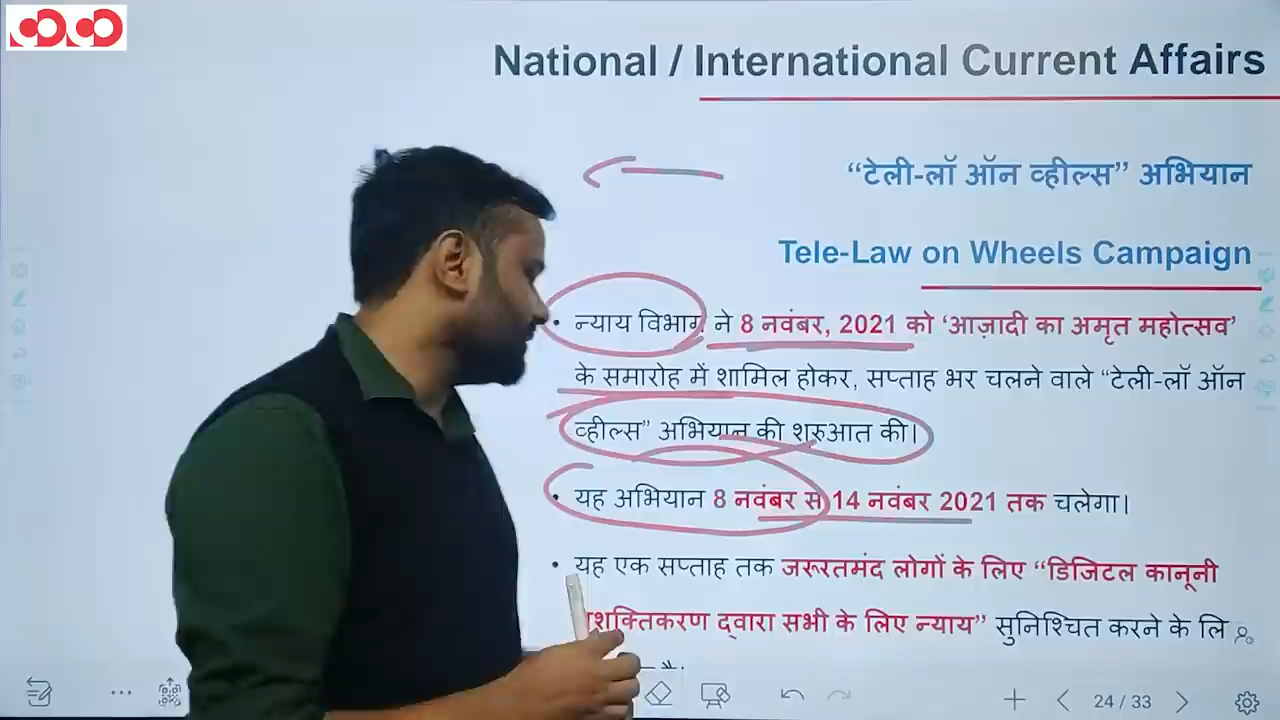 National / International Current Affairs
“टेली-लॉ ऑन व्हील्स” अभियान
Tele-Law on Wheels Campaign
• न्याय विभाग ने 8 नवंबर, 2021 को ‘आज़ादी का अमृत महोत्सव’
के समारोह में शामिल होकर, सप्ताह भर चलने वाले “टेली-लॉ ऑन
व्हील्स” अभियान की शुरुआत की।
• यह अभियान 8 नवंबर से 14 नवंबर 2021 तक चलेगा।
• यह एक सप्ताह तक जरूरतमंद लोगों के लिए “डिजिटल कानूनी
द्वारा सभी के लिए न्याय” सुनिश्चित करने के लि
24 / 33